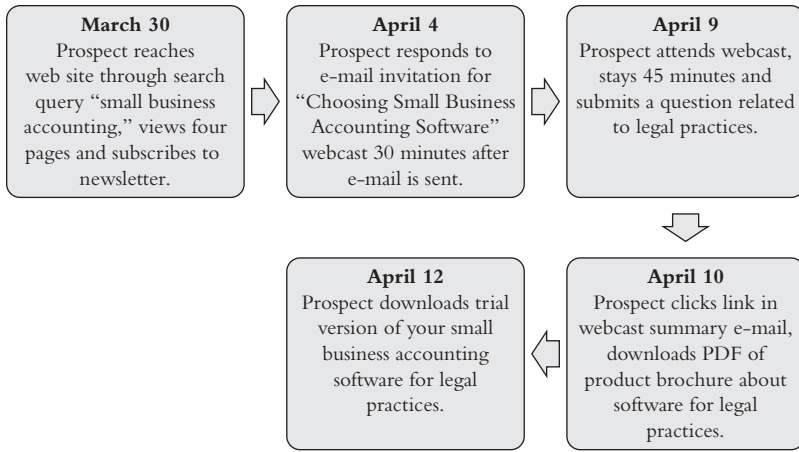 March 30
Prospect reaches
web site through search
query “small business
accounting,” views four
pages and subscribes to
newsletter.
April 4
Prospect responds to
e-mail invitation for
“Choosing Small Business
Accounting Software”
webcast 30 minutes after
e-mail is sent.
April 9
Prospect attends webcast,
stays 45 minutes and
submits a question related
to legal practices.
April 10
Prospect clicks link in
webcast summary e-mail,
downloads PDF of
product brochure about
software for legal
practices.
April 12
Prospect downloads trial
version of your small
business accounting
software for legal
practices.